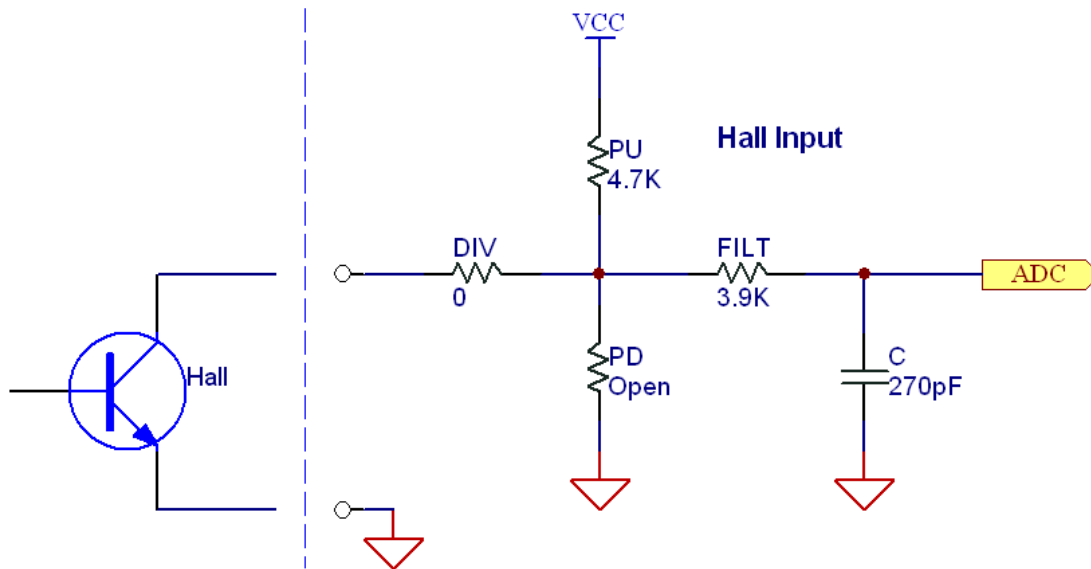 VCC
Hall Input
PU
4.7K
DIV
0
FILT
3.9K
ADC
PD
Open
C
270pF
Hall